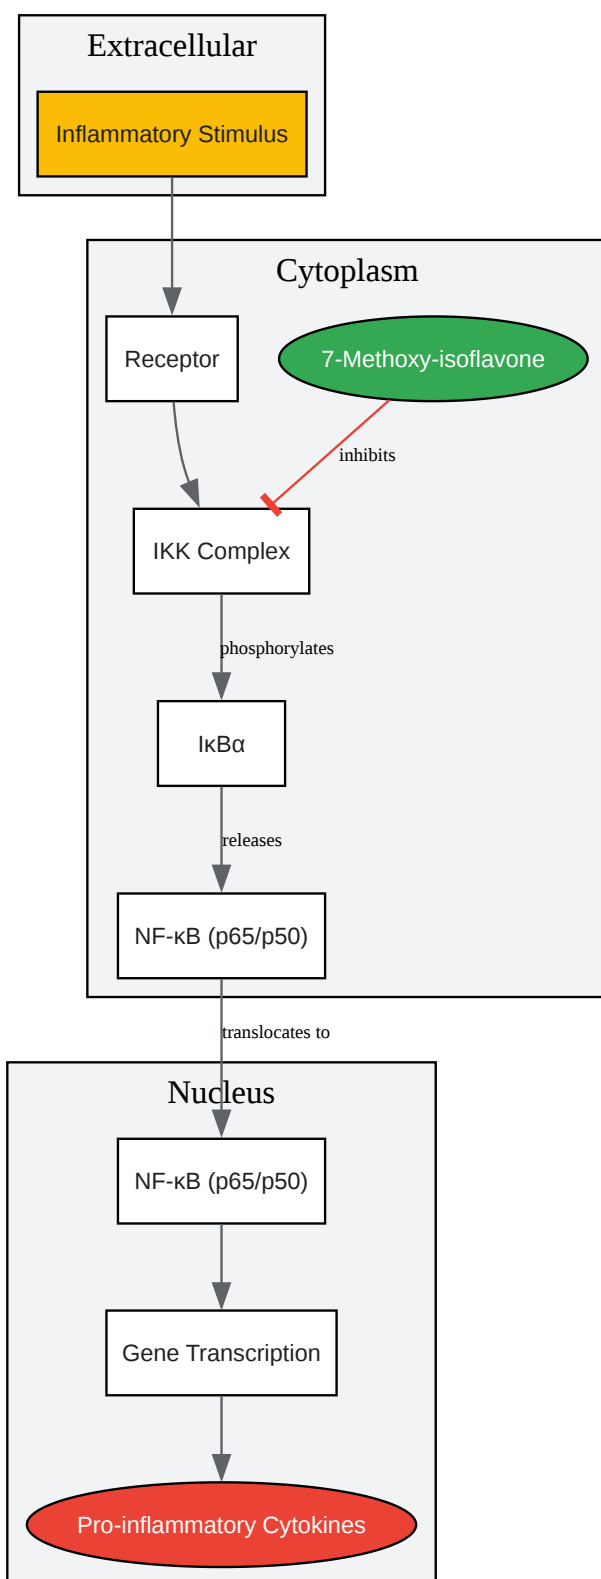 Extracellular
Inflammatory Stimulus
Cytoplasm
Receptor
7-Methoxy-isoflavone
inhibits
IKK Complex
phosphorylates
IκBα
releases
NF-κB (p65/p50)
translocates to
Nucleus
NF-κB (p65/p50)
Gene Transcription
Pro-inflammatory Cytokines